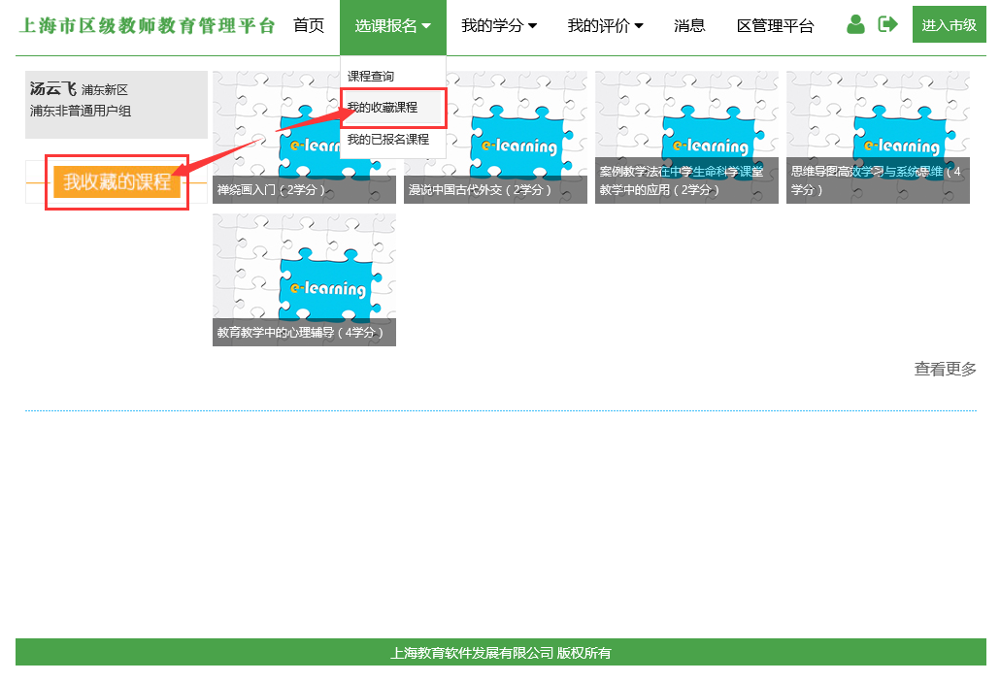 上海市区级教师教育管理平台 首页 选课报名 我的学分 我的评价 消息 区管理平台 进入市级
课程查询
我的收藏课程
我的已报名课程
汤云飞 浦东新区
浦东非普通用户组
我收藏的课程
e-learning
e-learning
e-learning
e-learning
禅绕画入门（2学分）
漫说中国古代外交（2学分）
案例教学法在中学生命科学课堂
教学中的应用（2学分）
思维导图高效学习与系统思维（4
学分）
e-learning
教育教学中的心理辅导（4学分）
查看更多
上海教育软件发展有限公司 版权所有